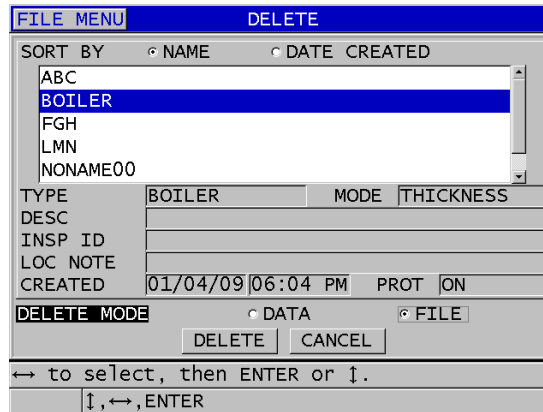 FILE MENU DELETE
SORT BY NAME DATE CREATED
ABC
BOILER
FGH
LMN
NONAME00
TYPE BOILER MODE THICKNESS
DESC
INSP ID
LOC NOTE
CREATED 01/04/09 06:04 PM PROT ON
DELETE MODE DATA FILE
DELETE CANCEL
↔ to select, then ENTER or ↕.
↕,↔,ENTER